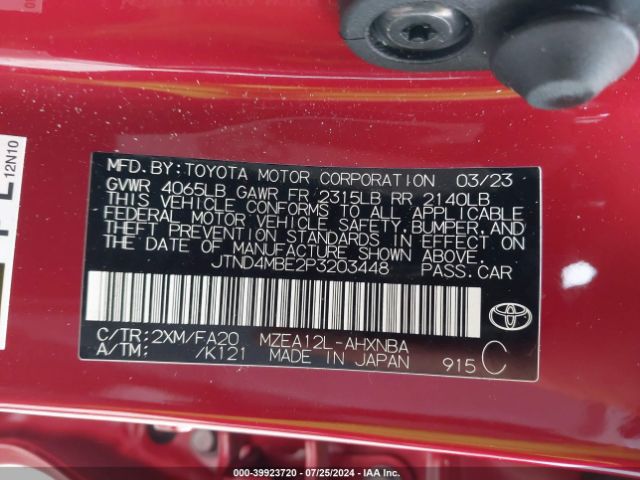 12N10
MFD.BY:TOYOTA MOTOR CORPORATION 03/23
GVWR 4065LB GAWR FR 2315LB RR 2140LB
THIS VEHICLE CONFORMS TO ALL APPLICABLE
FEDERAL MOTOR VEHICLE SAFETY,BUMPER,AND
THEFT PREVENTION STANDARDS IN EFFECT ON
THE DATE OF MANUFACTURE SHOWN ABOVE.
JTND4MBE2P3203448 PASS.CAR
C/TR:2XM/FA20 MZEA12L-AHXNBA
A/TM: /K121 MADE IN JAPAN 915 C
000-39923720 - 07/25/2024 - IAA Inc.